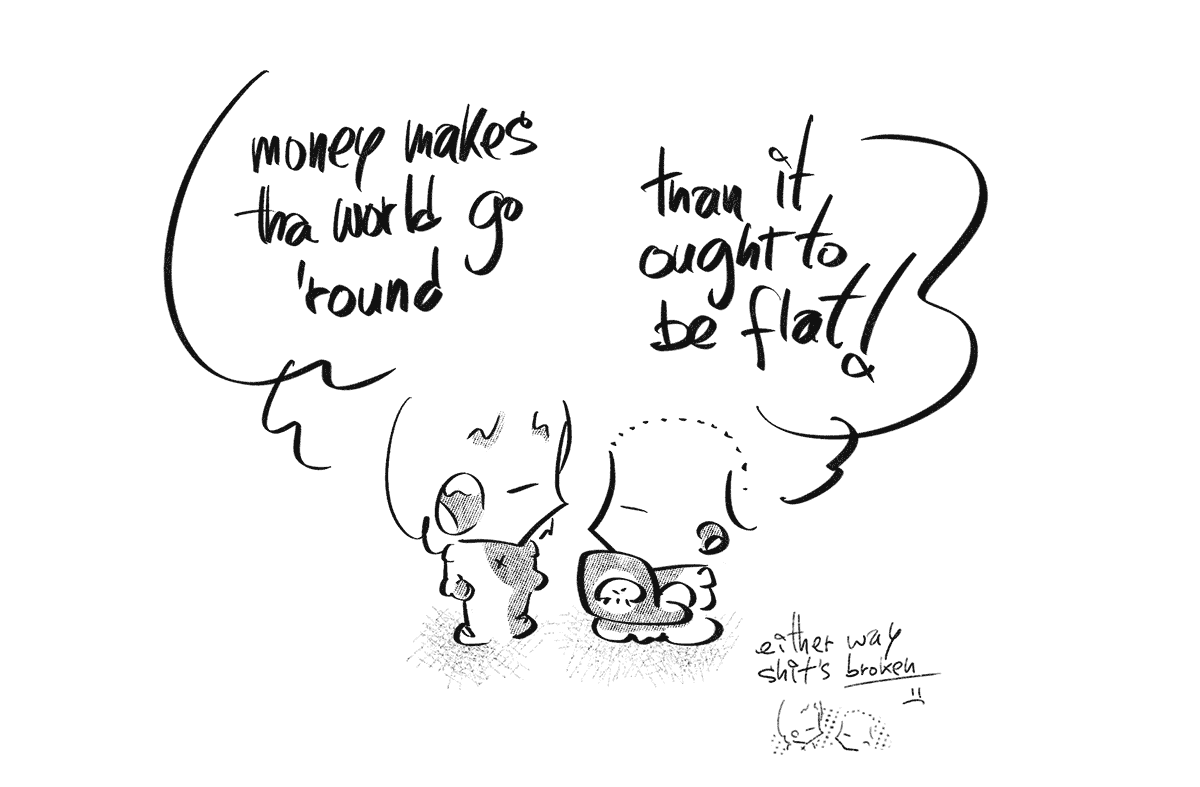 money makes
tha world go
'round
than it
ought to
be flat!
either way
shit's broken